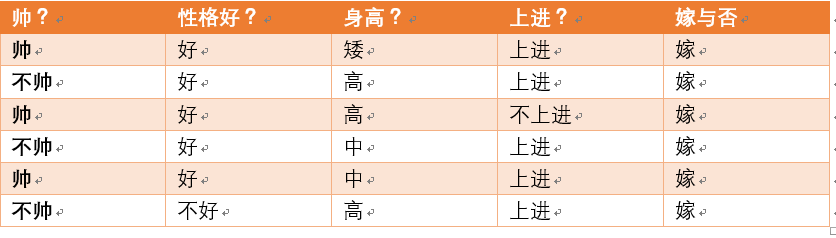 帅？ 性格好？ 身高？ 上进？ 嫁与否
帅 好 矮 上进 嫁
不帅 好 高 上进 嫁
帅 好 高 不上进 嫁
不帅 好 中 上进 嫁
帅 好 中 上进 嫁
不帅 不好 高 上进 嫁